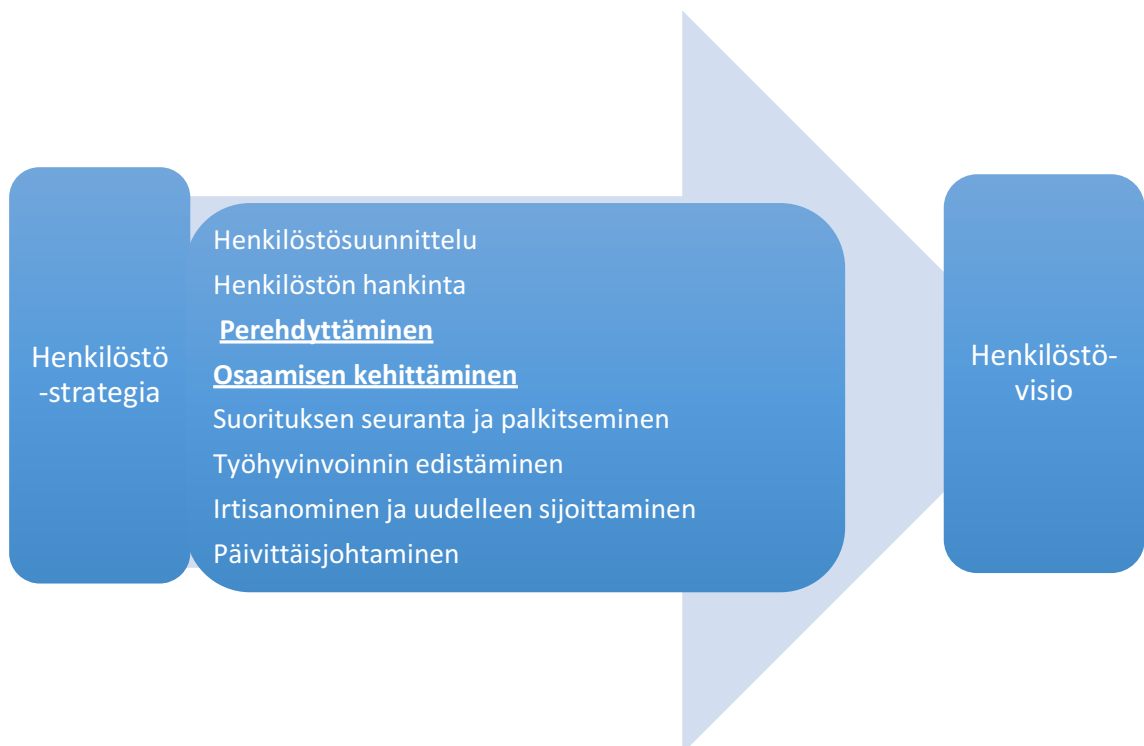 Henkilöstö
-strategia
Henkilöstösuunnittelu
Henkilöstön hankinta
Perehdyttäminen
Osaamisen kehittäminen
Suorituksen seuranta ja palkitseminen
Työhyvinvoinnin edistäminen
Irtisanominen ja uudelleen sijoittaminen
Päivittäisjohtaminen
Henkilöstö-
visio